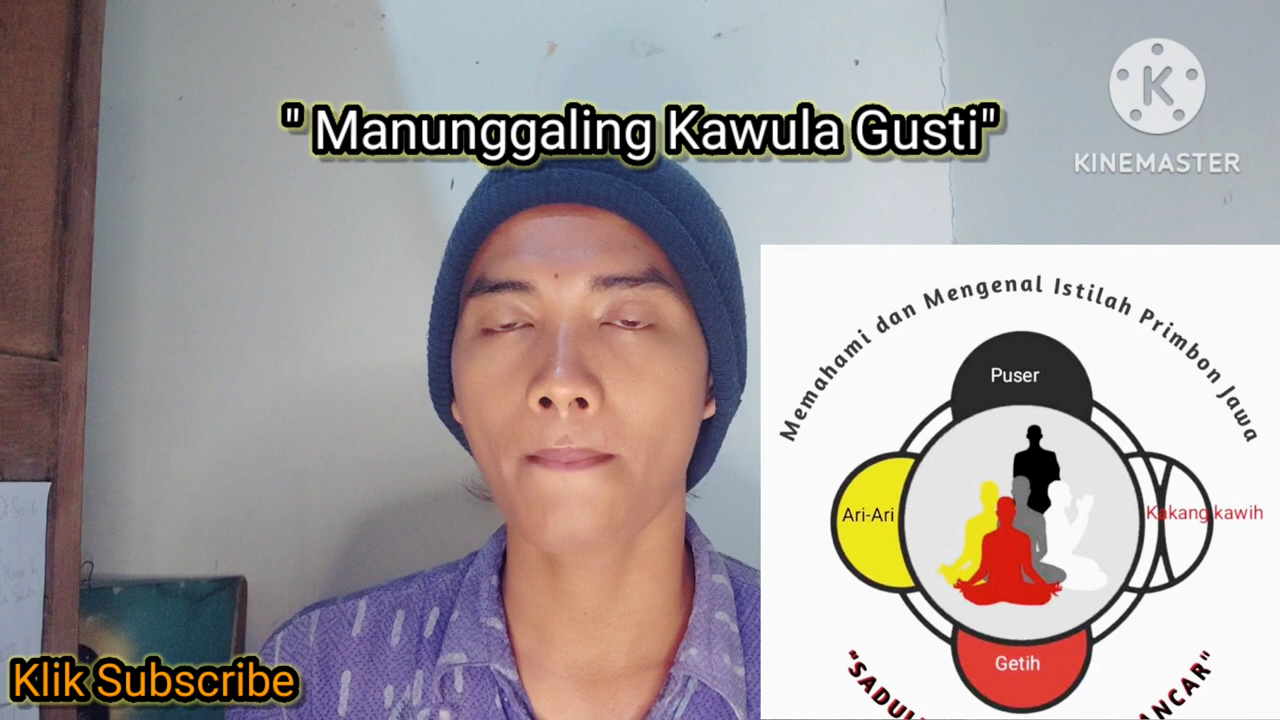 " Manunggaling Kawula Gusti"
KINEMASTER
Memahami dan Mengenal Istilah Primbon Jawa
Puser
Ari-Ari
Kakang kawih
Getih
Klik Subscribe